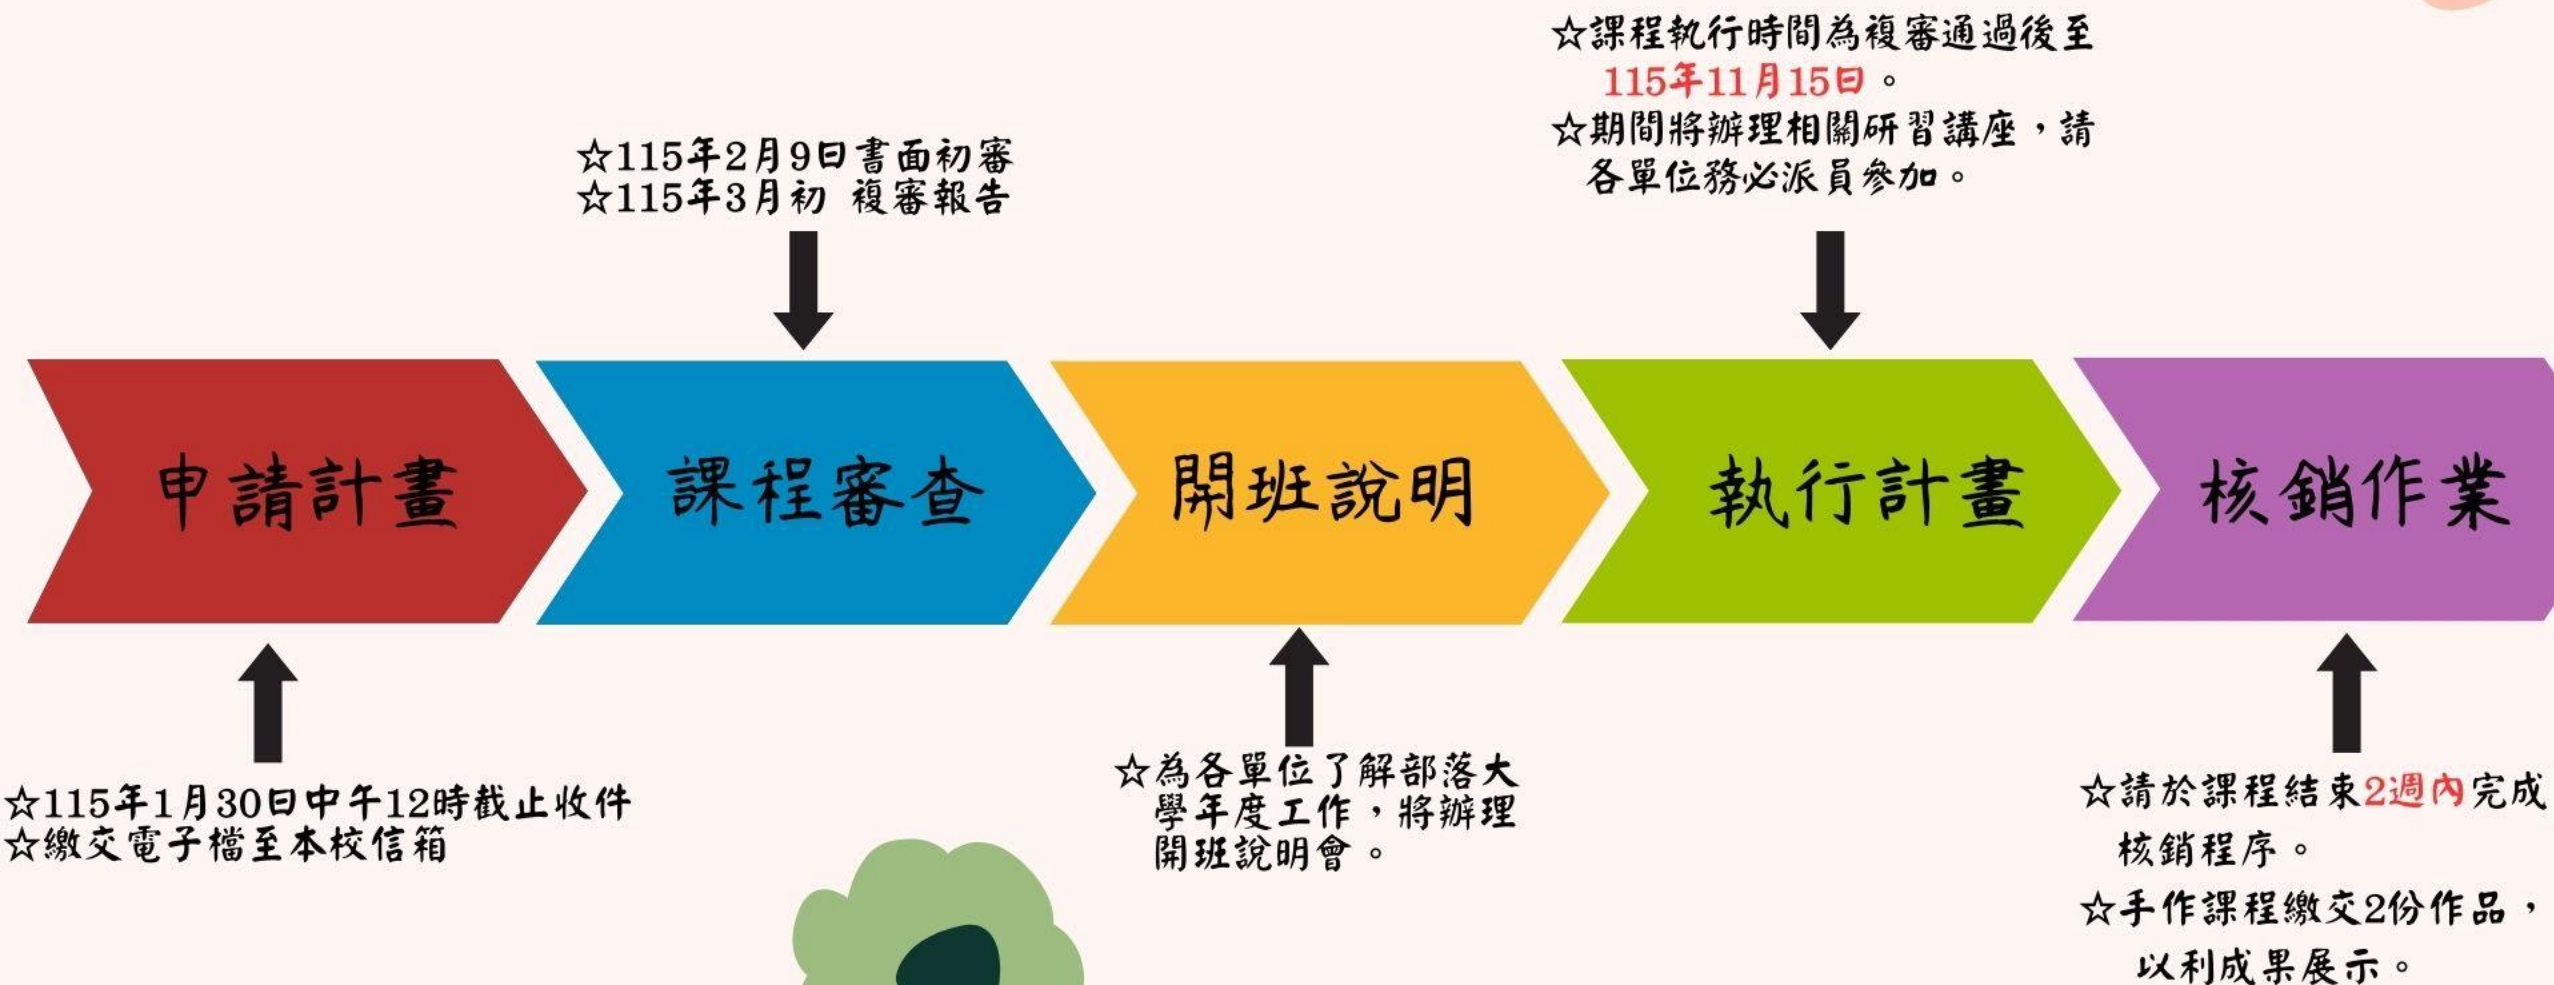 ☆課程執行時間為複審通過後至
115年11月15日。
☆期間將辦理相關研習講座，請
各單位務必派員參加。
☆115年2月9日書面初審
☆115年3月初 複審報告
申請計畫
課程審查
開班說明
執行計畫
核銷作業
☆115年1月30日中午12時截止收件
☆繳交電子檔至本校信箱
☆為各單位了解部落大
學年度工作，將辦理
開班說明會。
☆請於課程結束2週內完成
核銷程序。
☆手作課程繳交2份作品，
以利成果展示。